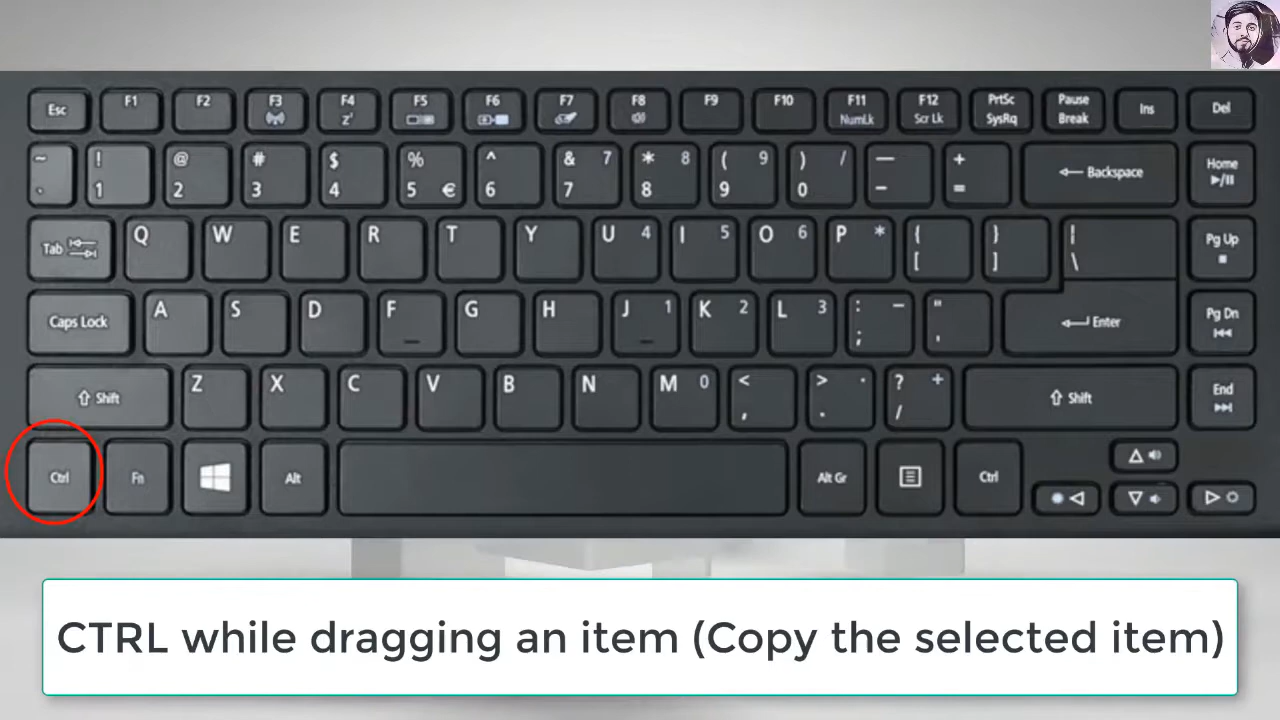 Esc F1 F2 F3 F4 F5 F6 F7 F8 F9 F10 F11 F12 PrtSc Pause Ins Del
z² NumLk Scr Lk SysRq Break
~ ! @ # $ % ^ & 7 * 8 ( 9 ) / — + Backspace Home
` 1 2 3 4 5 € 6 7 8 9 0 - =
Tab Q W E R T Y U 4 I 5 O 6 P * { } | Pg Up
[ ] \
Caps Lock A S D F G H J 1 K 2 L 3 : - " Enter Pg Dn
; '
Shift Z X C V B N M 0 < > . ? + Shift End
, . /
Ctrl Fn Alt Alt Gr Ctrl
CTRL while dragging an item (Copy the selected item)